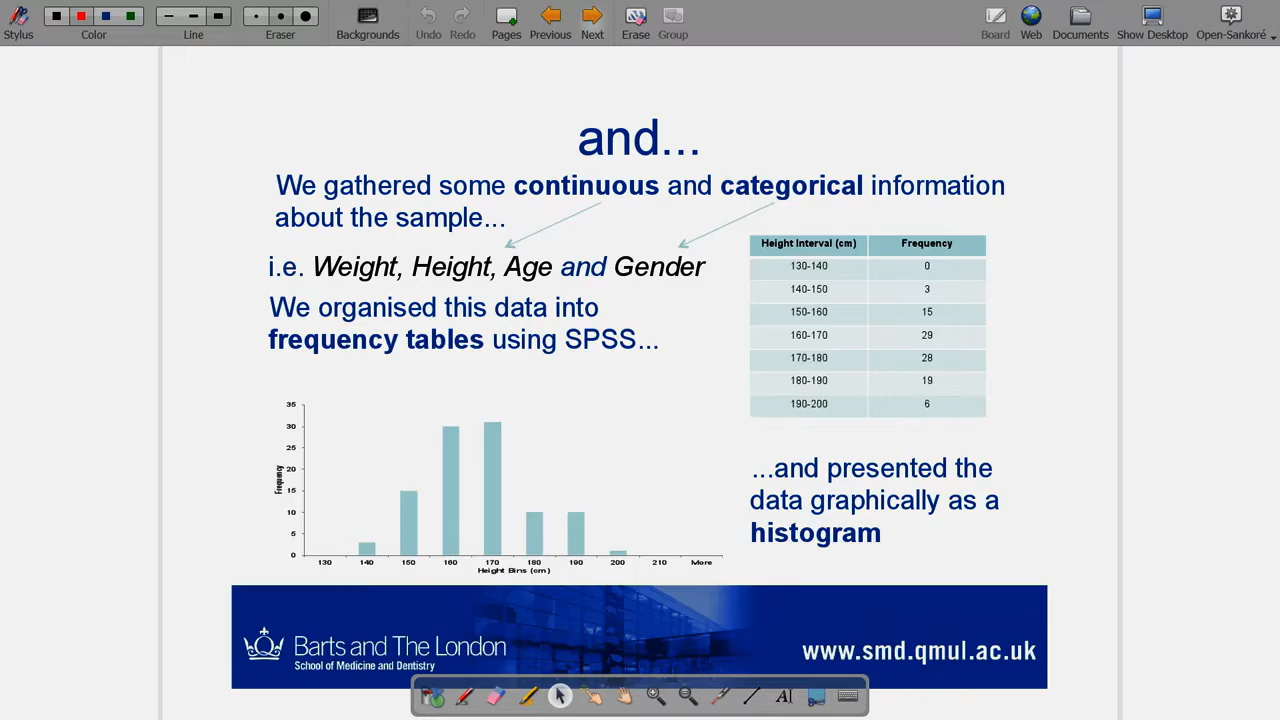 Stylus
Color
Line
Eraser
Backgrounds
Undo
Redo
Pages
Previous
Next
Erase
Group
Board
Web
Documents
Show Desktop
Open-Sankoré
and...
We gathered some continuous and categorical information
about the sample...
i.e. Weight, Height, Age and Gender
We organised this data into
frequency tables using SPSS...
Height Interval (cm) Frequency
130-140 0
140-150 3
150-160 15
160-170 29
170-180 28
180-190 19
190-200 6
35
30
25
20
15
10
5
0
Frequency
130 140 150 160 170 180 190 200 210 More
Height Bins (cm)
...and presented the
data graphically as a
histogram
Barts and The London
School of Medicine and Dentistry
www.smd.qmul.ac.uk
AI